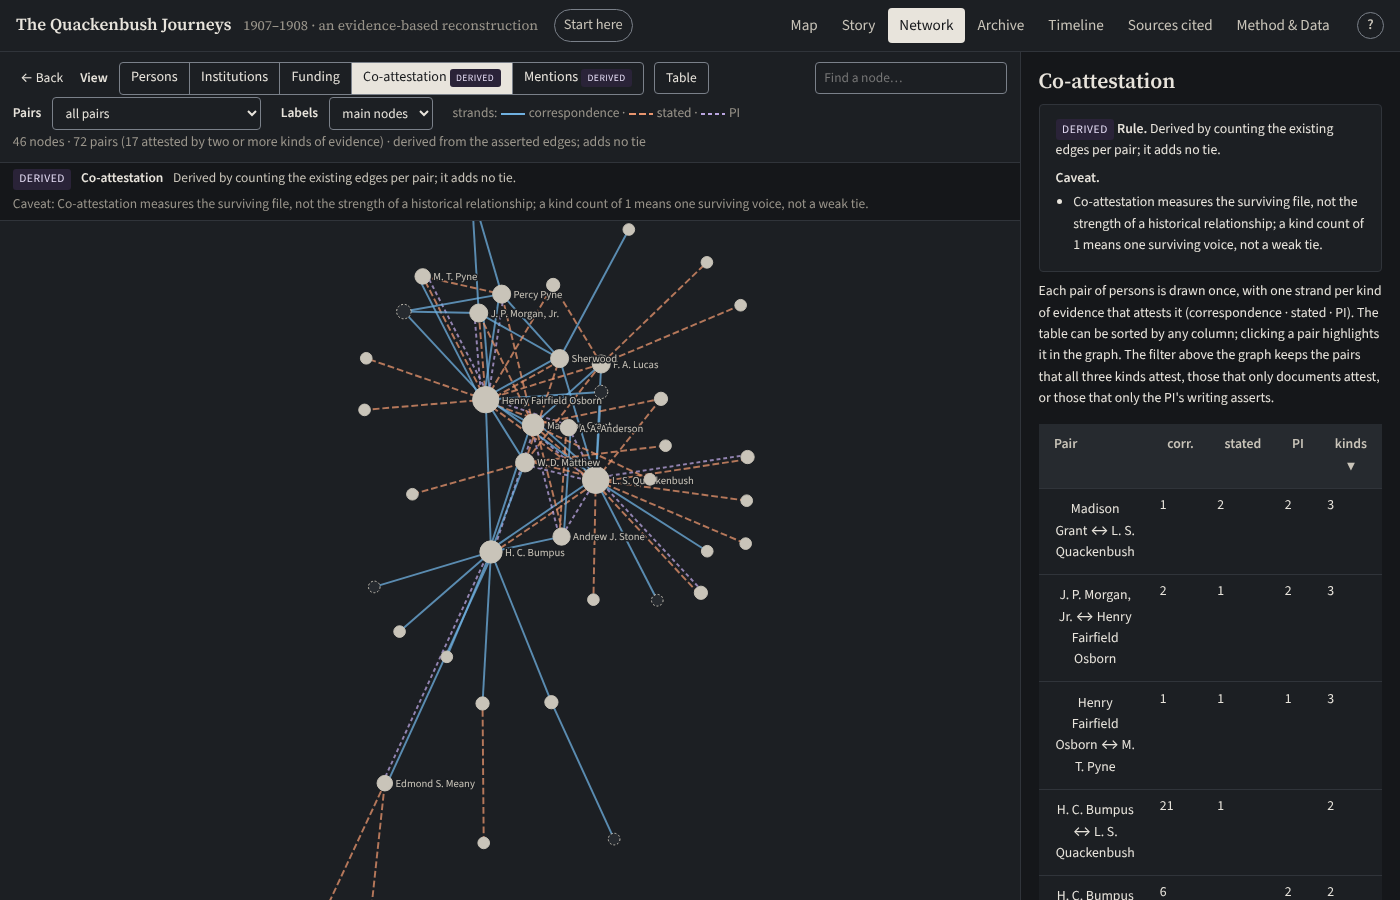 The Quackenbush Journeys 1907–1908 · an evidence-based reconstruction Start here Map Story Network Archive Timeline Sources cited Method & Data ?
← Back View Persons Institutions Funding Co-attestation DERIVED Mentions DERIVED Table Find a node…
Pairs all pairs Labels main nodes strands: correspondence · stated · PI
46 nodes · 72 pairs (17 attested by two or more kinds of evidence) · derived from the asserted edges; adds no tie
DERIVED Co-attestation Derived by counting the existing edges per pair; it adds no tie.
Caveat: Co-attestation measures the surviving file, not the strength of a historical relationship; a kind count of 1 means one surviving voice, not a weak tie.
M. T. Pyne
Percy Pyne
J. P. Morgan, Jr.
Sherwood
F. A. Lucas
Henry Fairfield Osborn
A. A. Anderson
W. D. Matthew
L. S. Quackenbush
Andrew J. Stone
H. C. Bumpus
Edmond S. Meany
Co-attestation
DERIVED Rule. Derived by counting the existing
edges per pair; it adds no tie.
Caveat.
• Co-attestation measures the surviving file, not the
strength of a historical relationship; a kind count of
1 means one surviving voice, not a weak tie.
Each pair of persons is drawn once, with one strand per kind
of evidence that attests it (correspondence · stated · PI). The
table can be sorted by any column; clicking a pair highlights
it in the graph. The filter above the graph keeps the pairs
that all three kinds attest, those that only documents attest,
or those that only the PI's writing asserts.
Pair corr. stated PI kinds
▼
Madison 1 2 2 3
Grant ↔ L. S.
Quackenbush
J. P. Morgan, 2 1 2 3
Jr. ↔ Henry
Fairfield
Osborn
Henry 1 1 1 3
Fairfield
Osborn ↔ M.
T. Pyne
H. C. Bumpus 21 1 2
↔ L. S.
Quackenbush
H. C. Bumpus 6 2 2